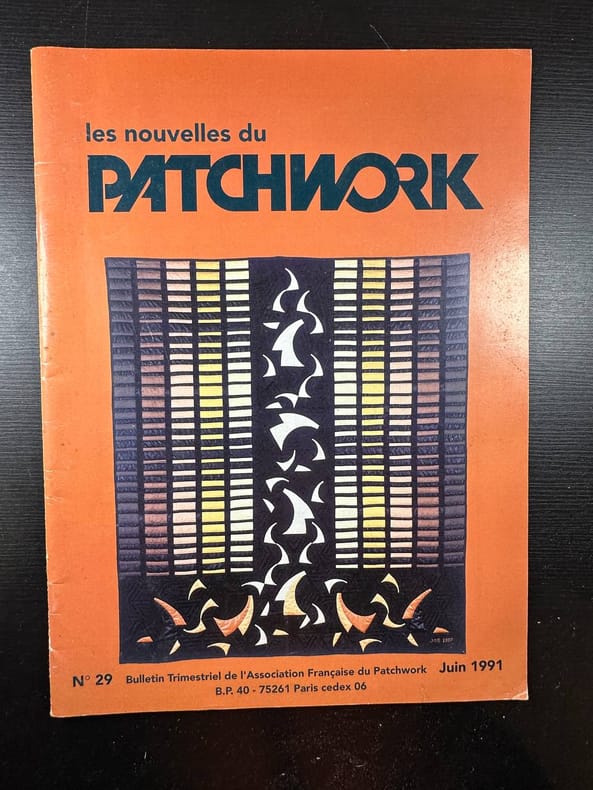 les nouvelles du
PATCHWORK
N° 29 Bulletin Trimestriel de l'Association Française du Patchwork Juin 1991
B.P. 40 - 75261 Paris cedex 06